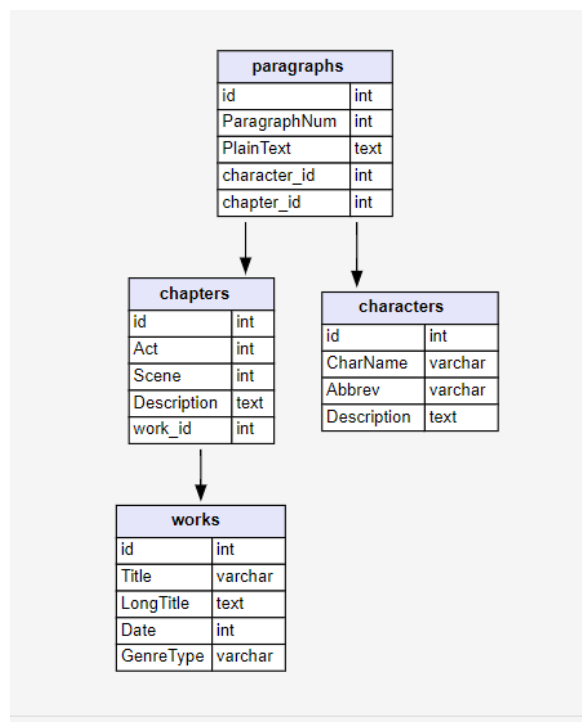 paragraphs
id int
ParagraphNum int
PlainText text
character_id int
chapter_id int
chapters
id int
Act int
Scene int
Description text
work_id int
characters
id int
CharName varchar
Abbrev varchar
Description text
works
id int
Title varchar
LongTitle text
Date int
GenreType varchar